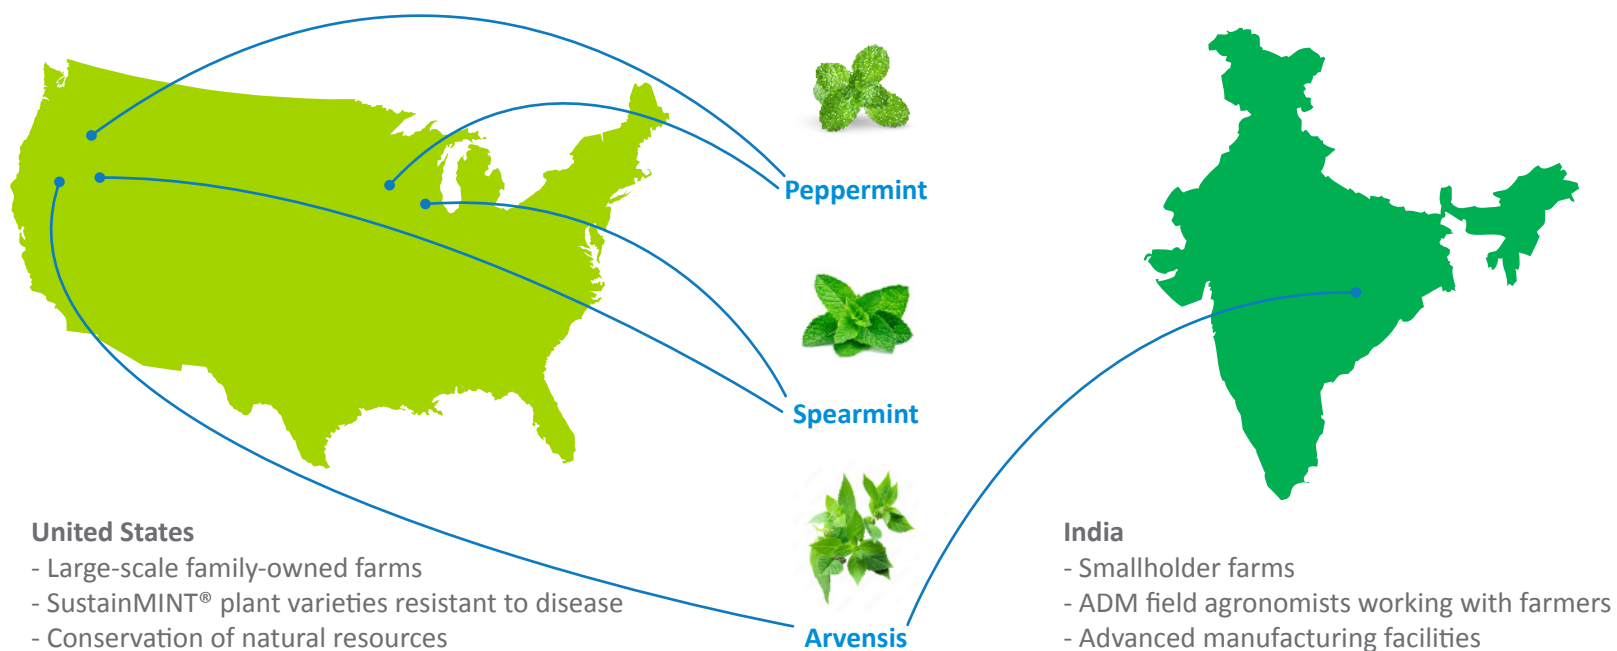 Peppermint
Spearmint
Arvensis
United States
- Large-scale family-owned farms
- SustainMINT® plant varieties resistant to disease
- Conservation of natural resources
India
- Smallholder farms
- ADM field agronomists working with farmers
- Advanced manufacturing facilities